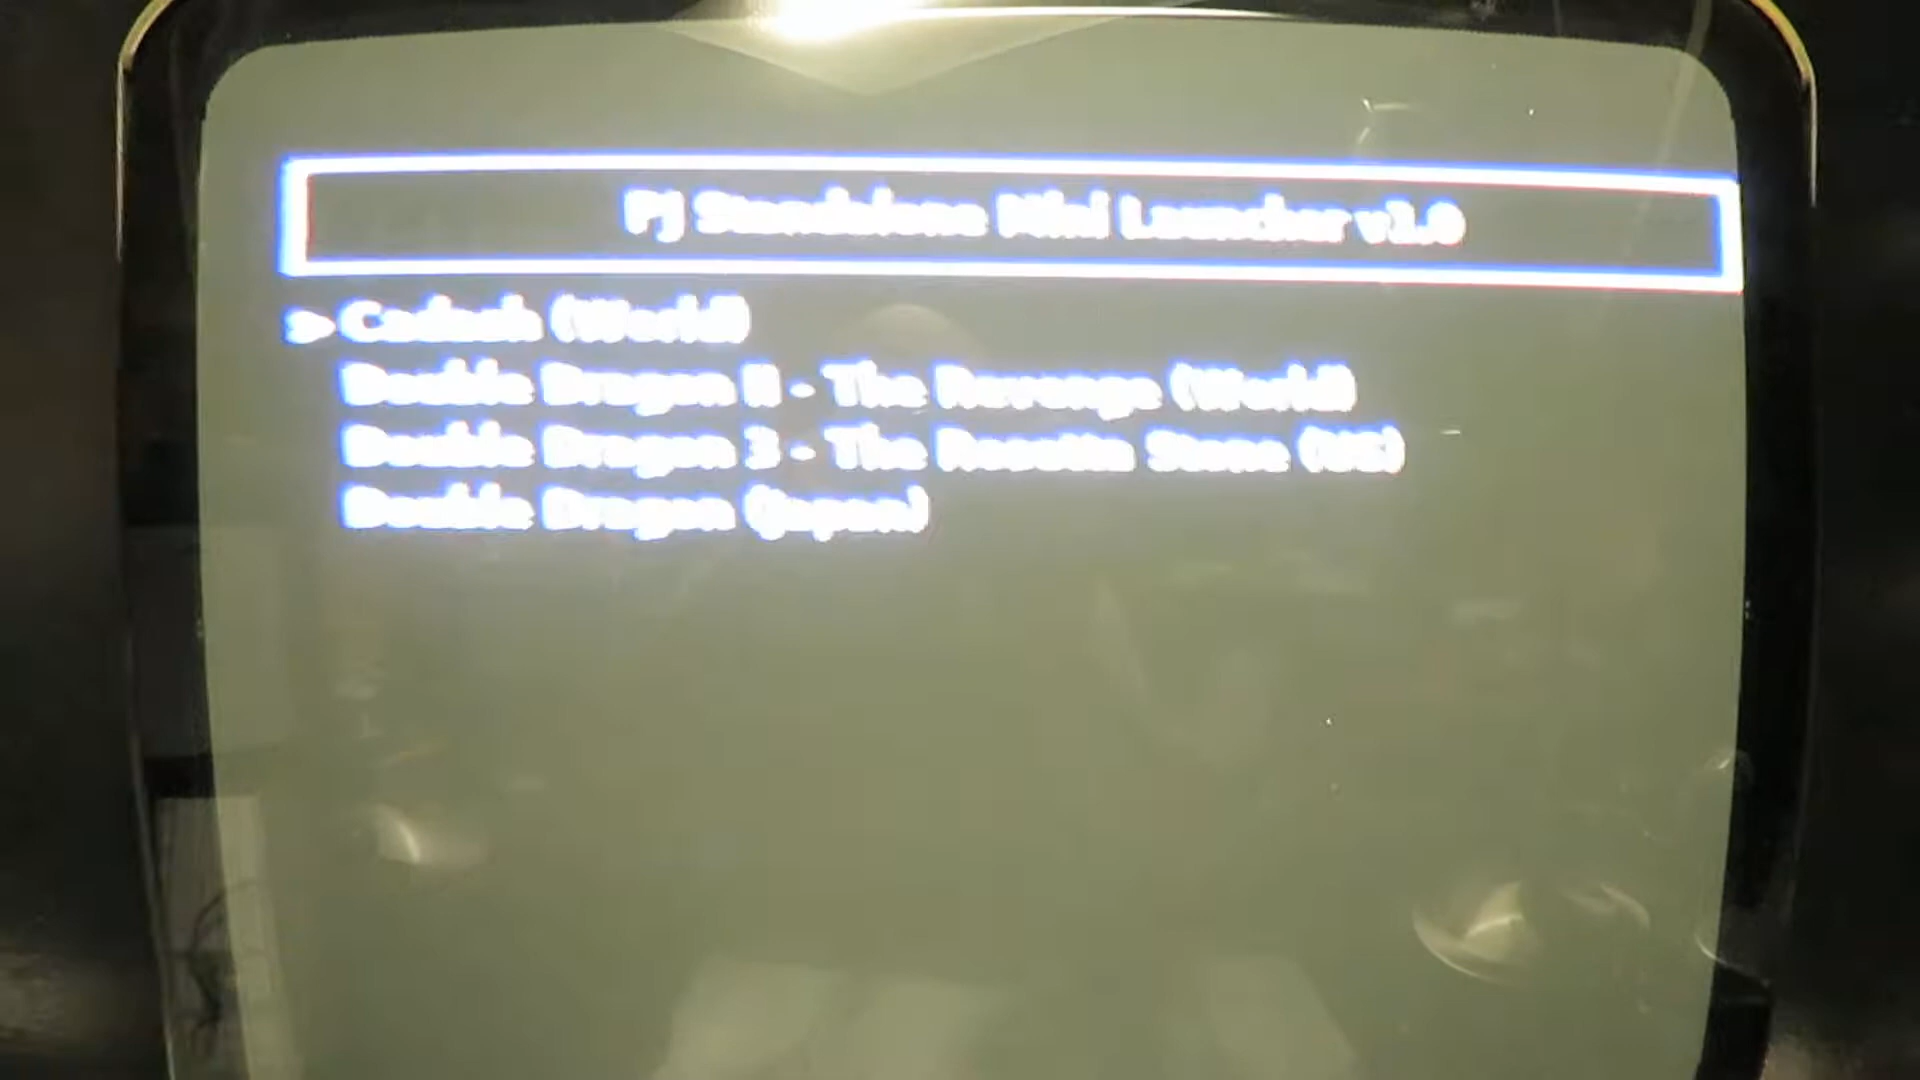 PJ Standalone Mini Launcher v1.0
> Cadash (World)
Double Dragon II - The Revenge (World)
Double Dragon 3 - The Rosetta Stone (US)
Double Dragon (Japan)